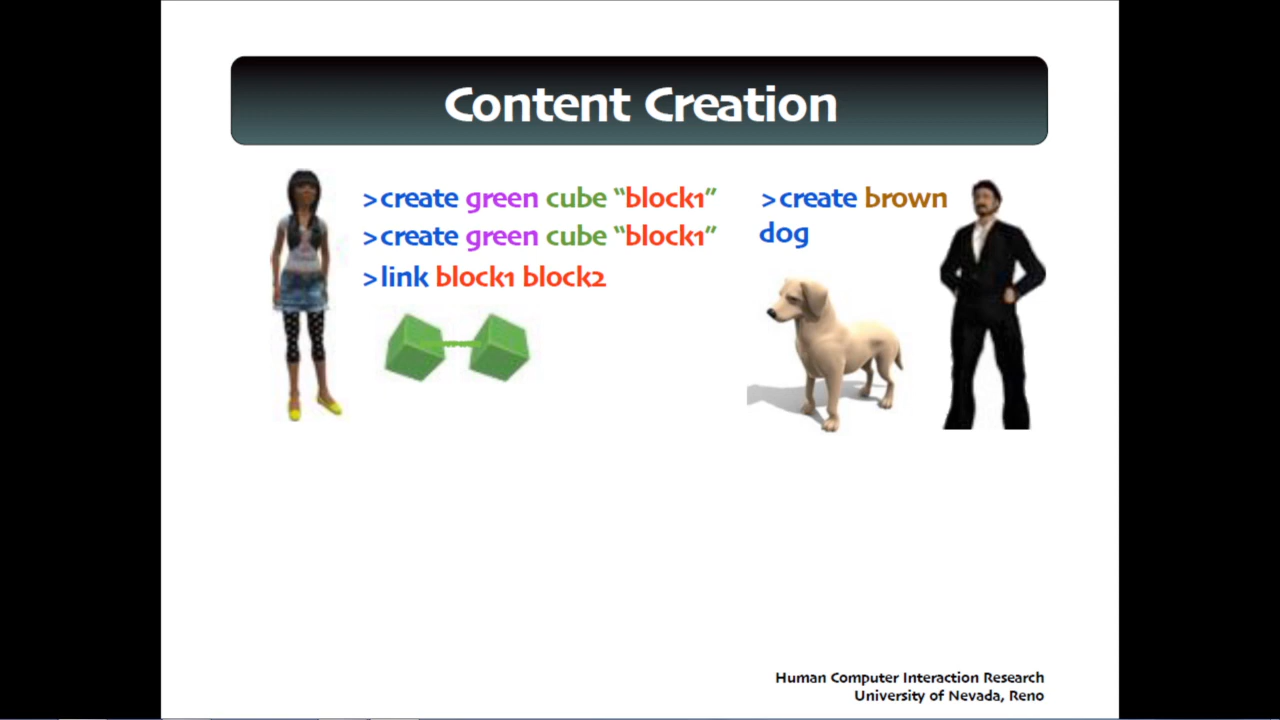 Content Creation
>create green cube “block1”
>create green cube “block1”
>link block1 block2
>create brown
dog
Human Computer Interaction Research
University of Nevada, Reno